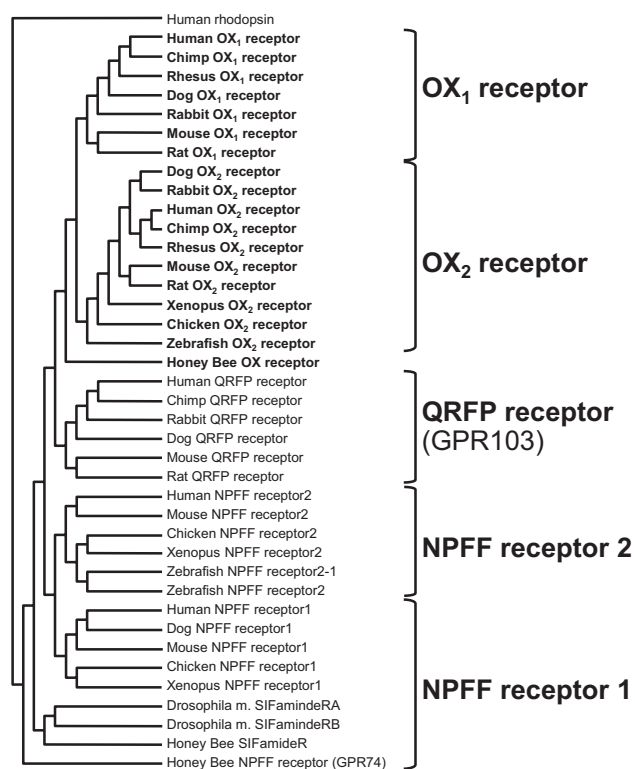 Human rhodopsin
Human OX₁ receptor
Chimp OX₁ receptor
Rhesus OX₁ receptor
Dog OX₁ receptor
Rabbit OX₁ receptor
Mouse OX₁ receptor
Rat OX₁ receptor
OX₁ receptor
Dog OX₂ receptor
Rabbit OX₂ receptor
Human OX₂ receptor
Chimp OX₂ receptor
Rhesus OX₂ receptor
Mouse OX₂ receptor
Rat OX₂ receptor
Xenopus OX₂ receptor
Chicken OX₂ receptor
Zebrafish OX₂ receptor
OX₂ receptor
Honey Bee OX receptor
Human QRFP receptor
Chimp QRFP receptor
Rabbit QRFP receptor
Dog QRFP receptor
Mouse QRFP receptor
Rat QRFP receptor
QRFP receptor
(GPR103)
Human NPFF receptor2
Mouse NPFF receptor2
Chicken NPFF receptor2
Xenopus NPFF receptor2
Zebrafish NPFF receptor2-1
Zebrafish NPFF receptor2
NPFF receptor 2
Human NPFF receptor1
Dog NPFF receptor1
Mouse NPFF receptor1
Chicken NPFF receptor1
Xenopus NPFF receptor1
Drosophila m. SIFamindeRA
Drosophila m. SIFamindeRB
Honey Bee SIFamideR
Honey Bee NPFF receptor (GPR74)
NPFF receptor 1